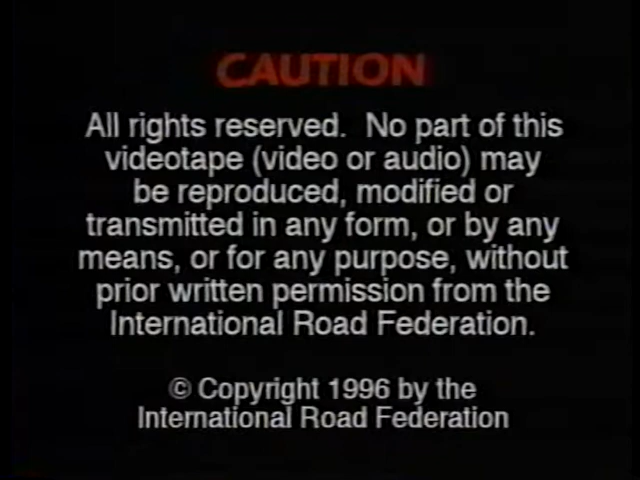 CAUTION
All rights reserved. No part of this
videotape (video or audio) may
be reproduced, modified or
transmitted in any form, or by any
means, or for any purpose, without
prior written permission from the
International Road Federation.
© Copyright 1996 by the
International Road Federation